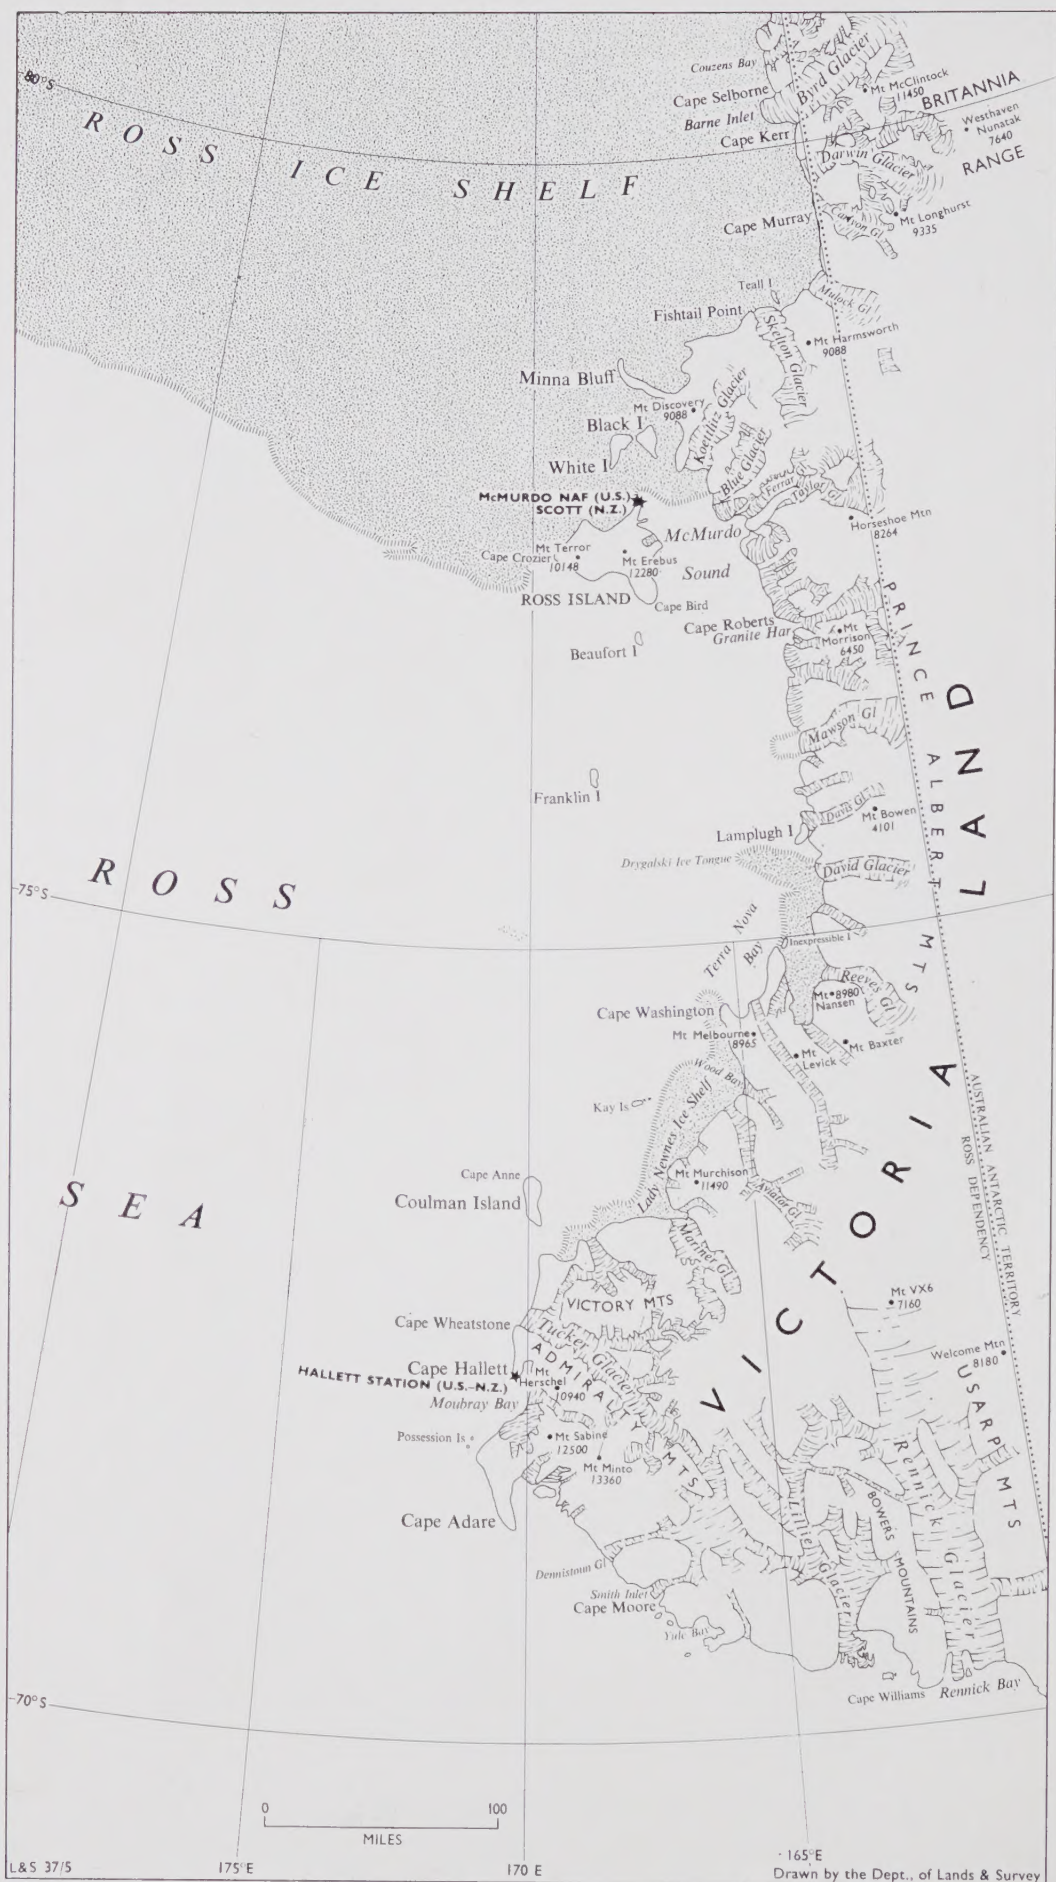 80°S
ROSS ICE SHELF
Couzens Bay
Byrd Glacier
Mt McClintock
11450
BRITANNIA
RANGE
Cape Selborne
Barne Inlet
Cape Kerr
Westhaven
Nunatak
7640
Darwin Glacier
Cape Murray
Carlyon Gl
Mt Longhurst
9335
Teall I
Mulock Gl
Fishtail Point
Skelton Glacier
Mt Harmsworth
9088
Minna Bluff
Mt Discovery
9088
Koettlitz Glacier
Black I
White I
Blue Glacier
Ferrar
Taylor Gl
McMURDO NAF (U.S.)
SCOTT (N.Z.)
McMurdo
Sound
Horseshoe Mtn
8264
Mt Terror
10148
Cape Crozier
Mt Erebus
12280
ROSS ISLAND
Cape Bird
Cape Roberts
Granite Har
Mt
Morrison
6450
Beaufort I
PRINCE ALBERT MTS
Mawson Gl
Franklin I
Davis Gl
Mt Bowen
4101
Lamplugh I
Drygalski Ice Tongue
David Glacier
VICTORIA LAND
75°S
ROSS
SEA
Terra Nova
Bay
Inexpressible I
Reeves Gl
Mt 8980
Nansen
Cape Washington
Mt Melbourne
8965
Mt
Levick
Mt Baxter
Wood Bay
Kay Is
Lady Newnes Ice Shelf
AUSTRALIAN ANTARCTIC TERRITORY
ROSS DEPENDENCY
Cape Anne
Coulman Island
Mt Murchison
11490
Aviator Gl
Mariner Gl
VICTORY MTS
Mt VX6
7160
Cape Wheatstone
Tucker Glacier
ADMIRALTY MTS
Welcome Mtn
8180
Cape Hallett
HALLETT STATION (U.S.-N.Z.)
Mt
Herschel
10940
Moubray Bay
USARP MTS
Possession Is
Mt Sabine
12500
Mt Minto
13360
Cape Adare
Rennick Glacier
Lillie Glacier
BOWERS MOUNTAINS
Dennistoun Gl
Smith Inlet
Cape Moore
Yule Bay
Cape Williams
Rennick Bay
70°S
0 100
MILES
L&S 37/5
175°E
170 E
165°E
Drawn by the Dept., of Lands & Survey